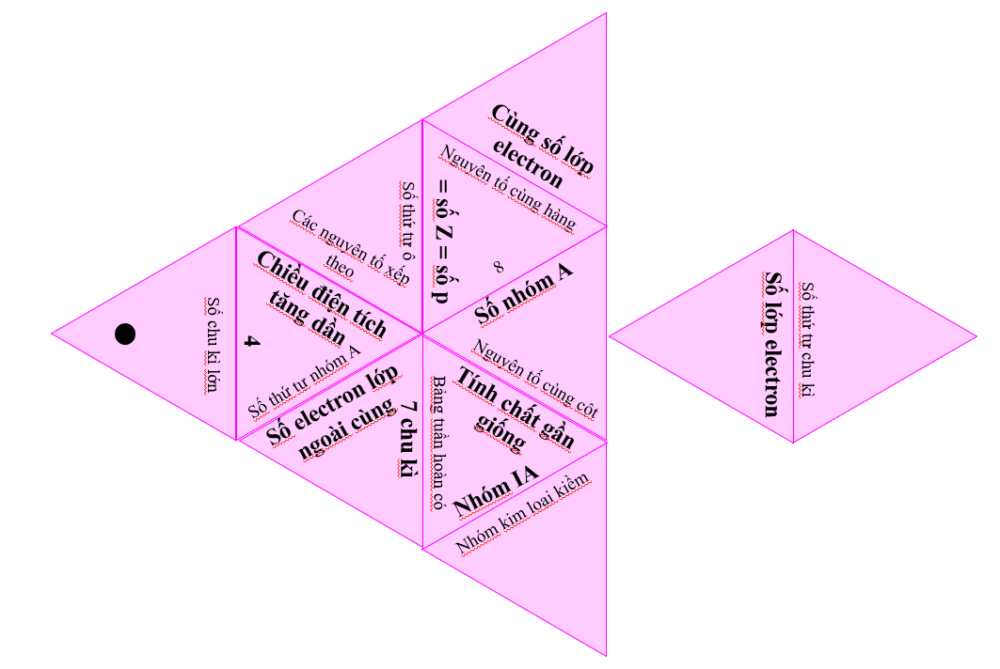 Cùng số lớp
electron
Nguyên tố cùng hàng
= số Z = số p
Số thứ tự ô
Các nguyên tố xếp
theo
8
Số nhóm A
Chiều điện tích
tăng dần
4
Số thứ tự nhóm A
Số chu kì lớn
Số electron lớp
ngoài cùng
7 chu kì
Bảng tuần hoàn có
Nguyên tố cùng cột
Tính chất gần
giống
Nhóm IA
Nhóm kim loai kiềm
Số lớp electron
Số thứ tự chu kì